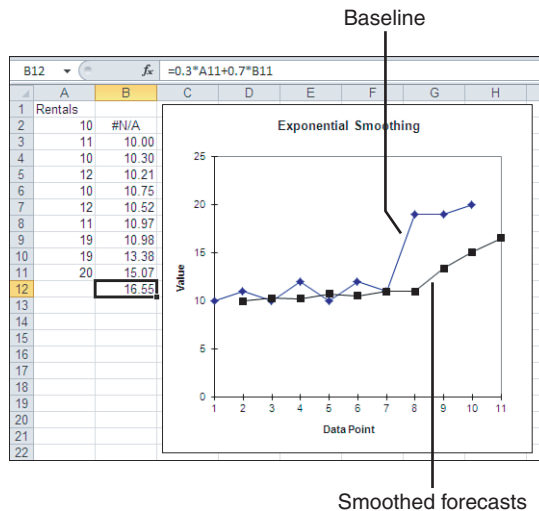 Baseline
B12 fx =0.3*A11+0.7*B11
A B C D E F G H
1 Rentals
2 10 #N/A
3 11 10.00
4 10 10.30
5 12 10.21
6 10 10.75
7 12 10.52
8 11 10.97
9 19 10.98
10 19 13.38
11 20 15.07
12 16.55
13
14
15
16
17
18
19
20
21
22
Exponential Smoothing
25
20
15
10
5
0
Value
1 2 3 4 5 6 7 8 9 10 11
Data Point
Smoothed forecasts